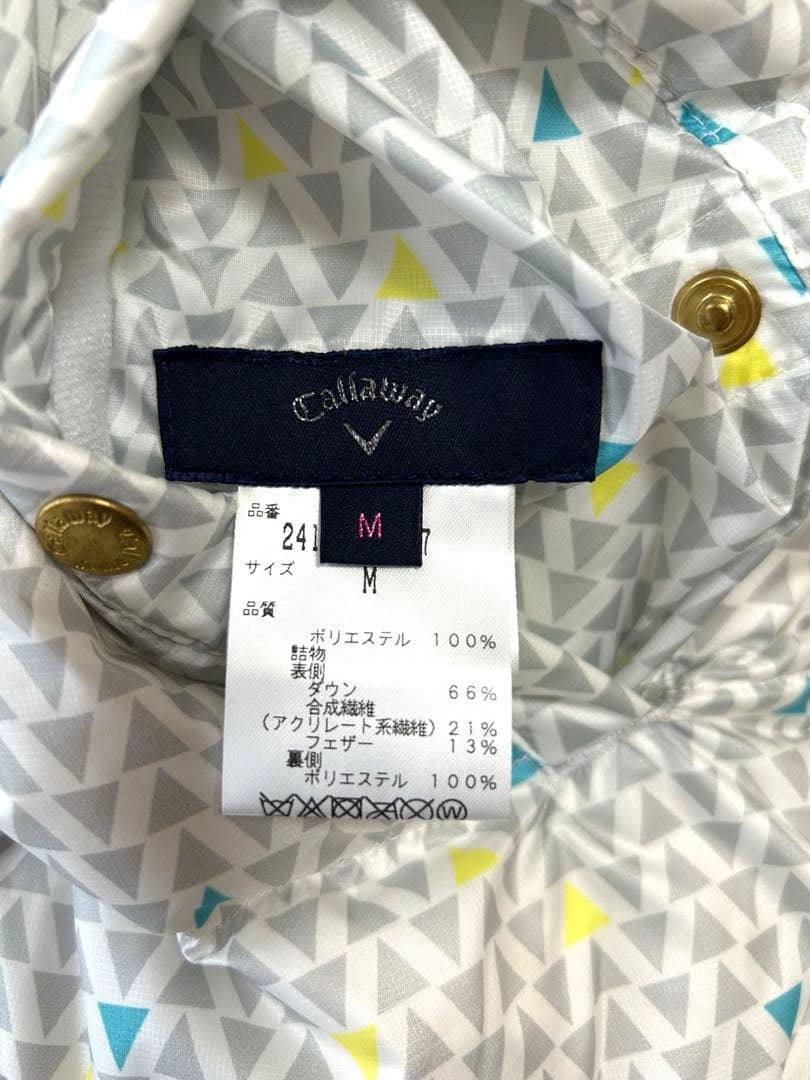 Callaway
M
品番
241 7
サイズ
M
品質
ポリエステル 100%
詰物
表側
ダウン 66%
合成繊維
(アクリレート系繊維) 21%
フェザー 13%
裏側
ポリエステル 100%
W
Callaway